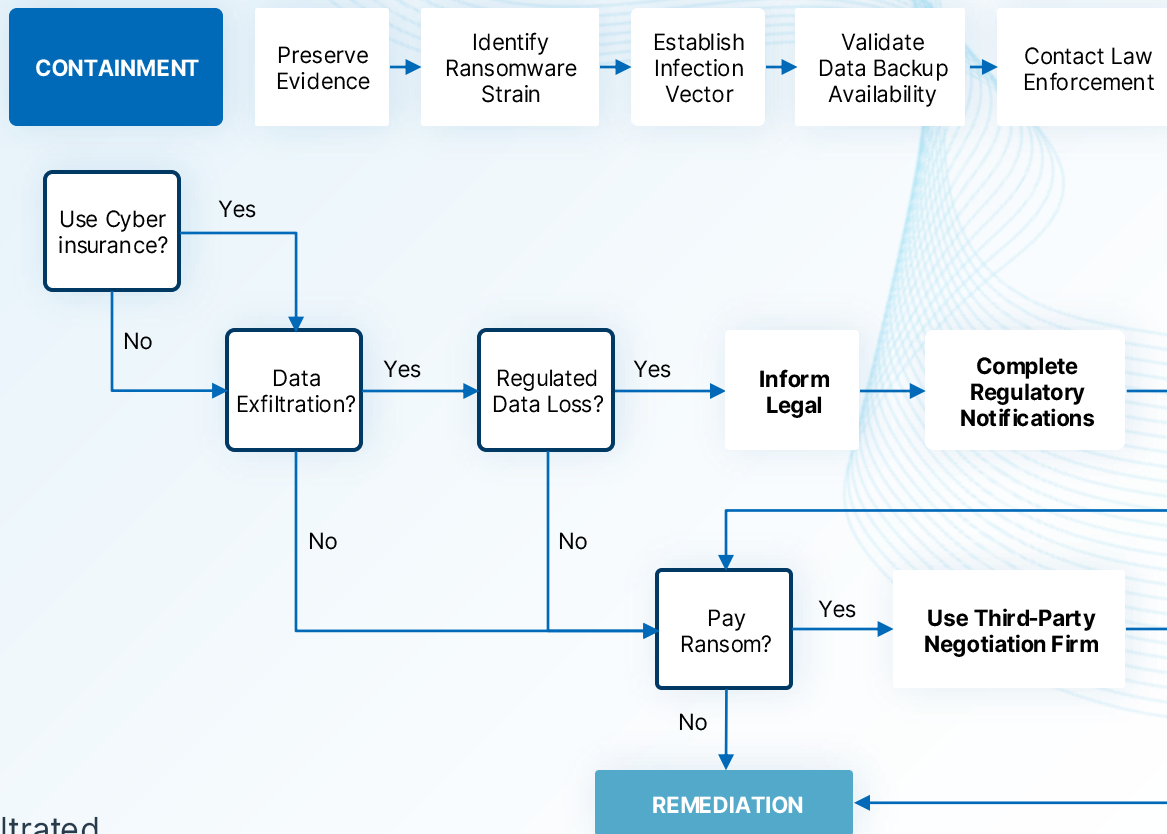 CONTAINMENT
Preserve
Evidence
Identify
Ransomware
Strain
Establish
Infection
Vector
Validate
Data Backup
Availability
Contact Law
Enforcement
Use Cyber
insurance?
Yes
No
Data
Exfiltration?
Yes
Regulated
Data Loss?
Yes
Inform
Legal
Complete
Regulatory
Notifications
No
No
Pay
Ransom?
Yes
Use Third-Party
Negotiation Firm
No
REMEDIATION
ltrated